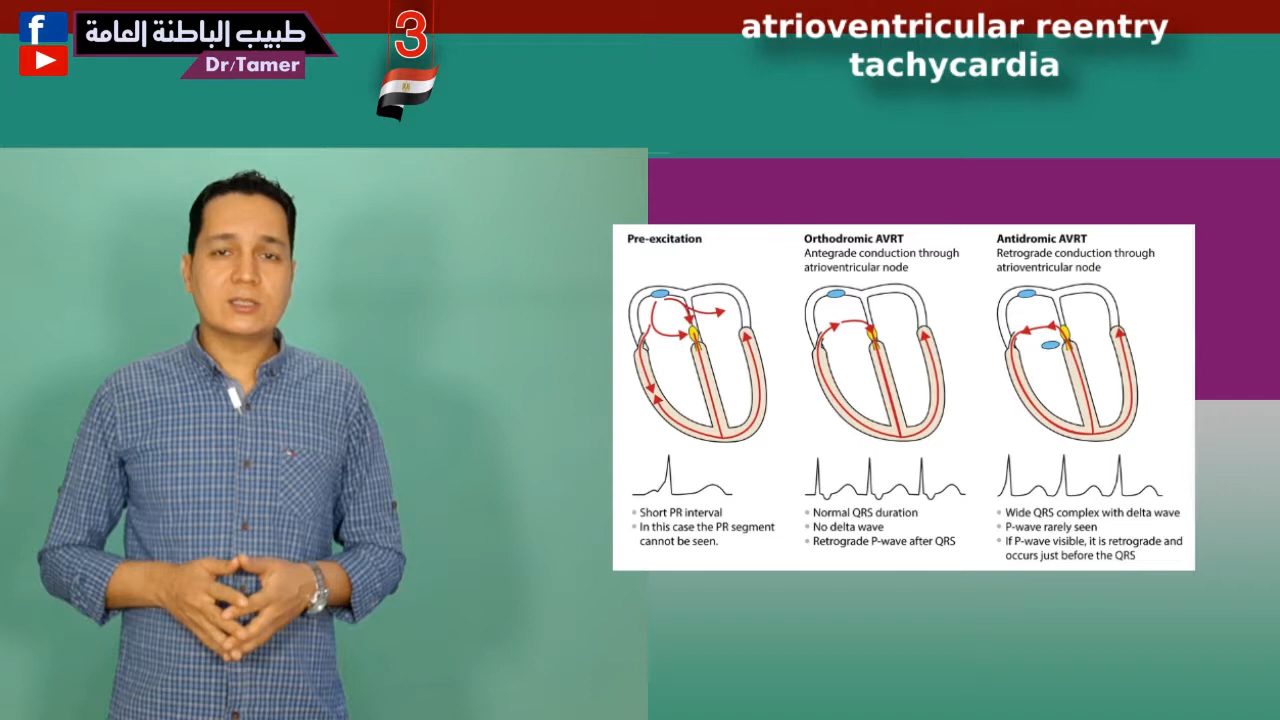 f
طبيب الباطنة العامة
Dr/Tamer
3
atrioventricular reentry
tachycardia
Pre-excitation
Orthodromic AVRT
Antegrade conduction through
atrioventricular node
Antidromic AVRT
Retrograde conduction through
atrioventricular node
Short PR interval
In this case the PR segment
cannot be seen.
Normal QRS duration
No delta wave
Retrograde P-wave after QRS
Wide QRS complex with delta wave
P-wave rarely seen
If P-wave visible, it is retrograde and
occurs just before the QRS